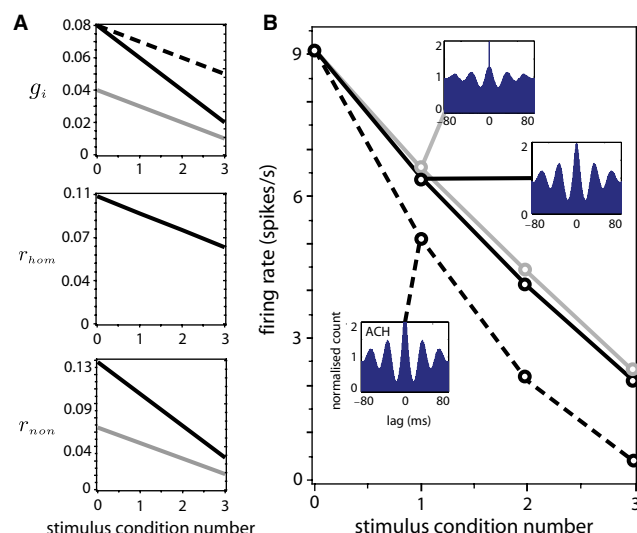 A
g_i
0.08
0.06
0.04
0.02
0
0 1 2 3
r_hom
0.11
0.07
0.04
0
0 1 2 3
r_non
0.13
0.09
0.04
0
0 1 2 3
stimulus condition number
B
firing rate (spikes/s)
9
6
3
0
0 1 2 3
stimulus condition number
2
1
0
-80 0 80
2
1
0
-80 0 80
ACH
normalised count
2
1
0
-80 0 80
lag (ms)